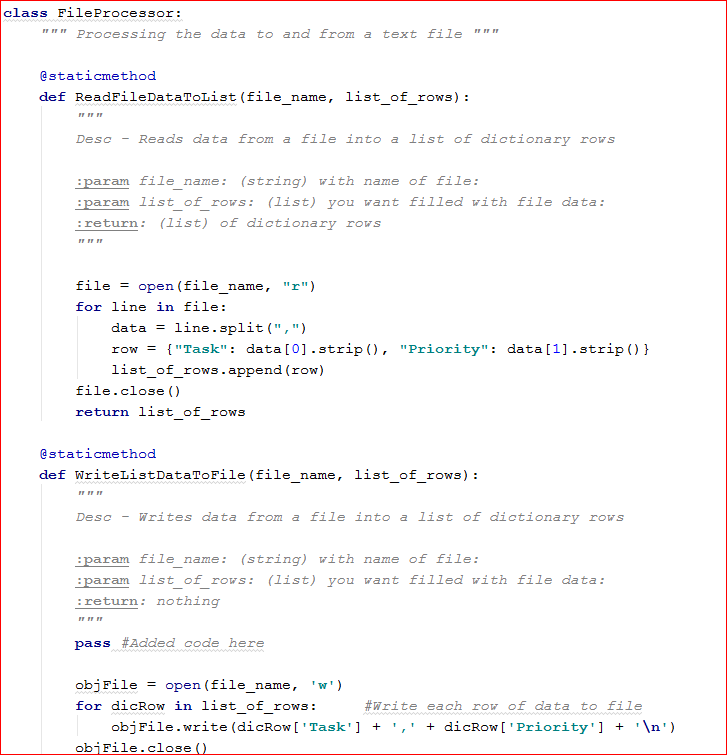 class FileProcessor:
    """ Processing the data to and from a text file """

    @staticmethod
    def ReadFileDataToList(file_name, list_of_rows):
        """
        Desc - Reads data from a file into a list of dictionary rows

        :param file_name: (string) with name of file:
        :param list_of_rows: (list) you want filled with file data:
        :return: (list) of dictionary rows
        """

        file = open(file_name, "r")
        for line in file:
            data = line.split(",")
            row = {"Task": data[0].strip(), "Priority": data[1].strip()}
            list_of_rows.append(row)
        file.close()
        return list_of_rows

    @staticmethod
    def WriteListDataToFile(file_name, list_of_rows):
        """
        Desc - Writes data from a file into a list of dictionary rows

        :param file_name: (string) with name of file:
        :param list_of_rows: (list) you want filled with file data:
        :return: nothing
        """
        pass #Added code here

        objFile = open(file_name, 'w')
        for dicRow in list_of_rows:     #Write each row of data to file
            objFile.write(dicRow['Task'] + ',' + dicRow['Priority'] + '\n')
        objFile.close()